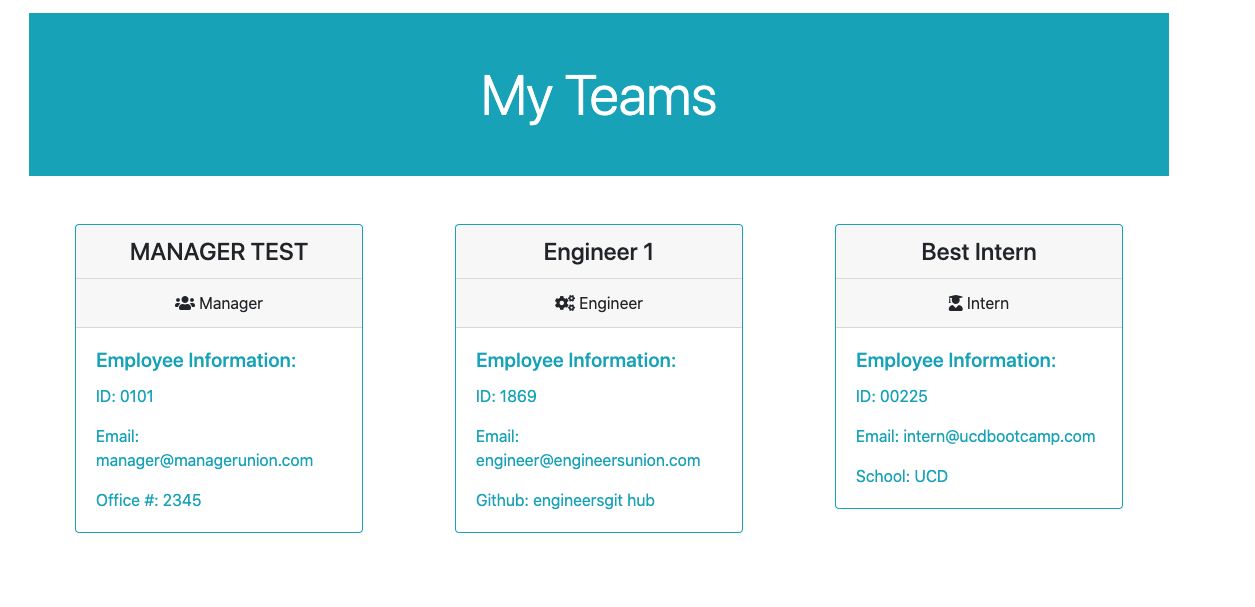 My Teams
MANAGER TEST
Manager
Employee Information:
ID: 0101
Email:
manager@managerunion.com
Office #: 2345
Engineer 1
Engineer
Employee Information:
ID: 1869
Email:
engineer@engineersunion.com
Github: engineersgit hub
Best Intern
Intern
Employee Information:
ID: 00225
Email: intern@ucdbootcamp.com
School: UCD